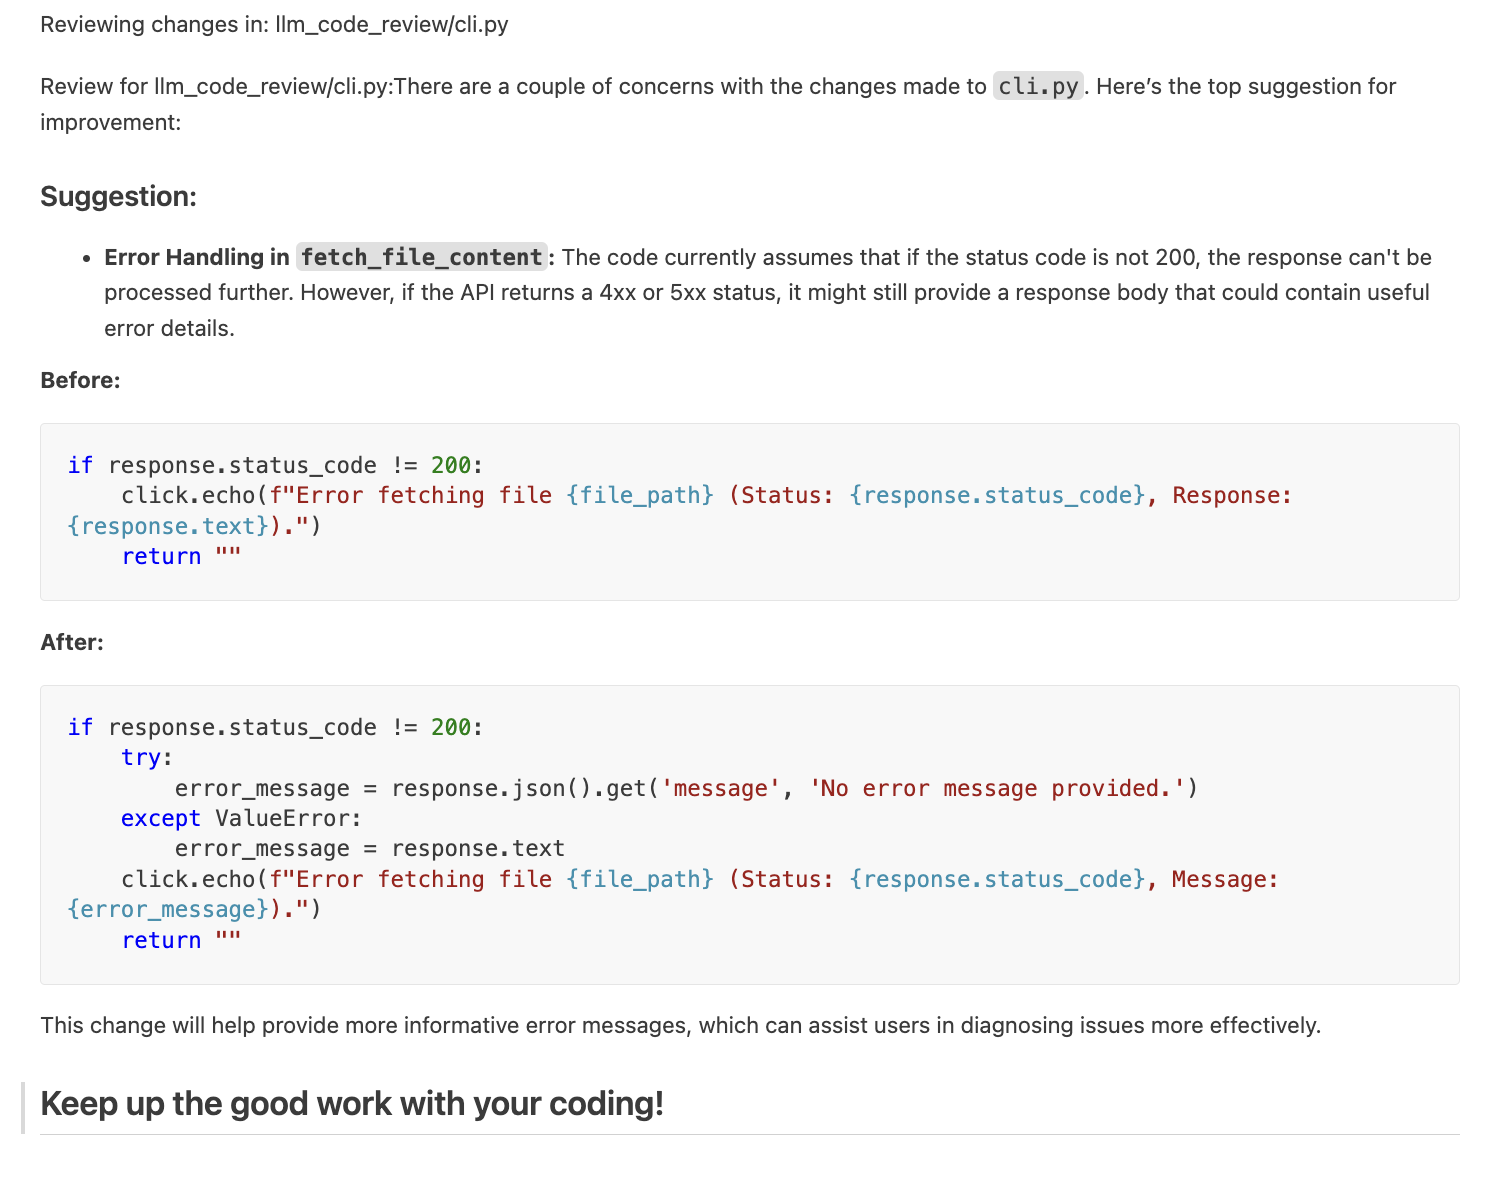 Reviewing changes in: llm_code_review/cli.py
Review for llm_code_review/cli.py:There are a couple of concerns with the changes made to cli.py. Here’s the top suggestion for
improvement:
Suggestion:
• Error Handling in fetch_file_content: The code currently assumes that if the status code is not 200, the response can't be
processed further. However, if the API returns a 4xx or 5xx status, it might still provide a response body that could contain useful
error details.
Before:
if response.status_code != 200:
    click.echo(f"Error fetching file {file_path} (Status: {response.status_code}, Response:
{response.text}).")
    return ""
After:
if response.status_code != 200:
    try:
        error_message = response.json().get('message', 'No error message provided.')
    except ValueError:
        error_message = response.text
    click.echo(f"Error fetching file {file_path} (Status: {response.status_code}, Message:
{error_message}).")
    return ""
This change will help provide more informative error messages, which can assist users in diagnosing issues more effectively.
Keep up the good work with your coding!